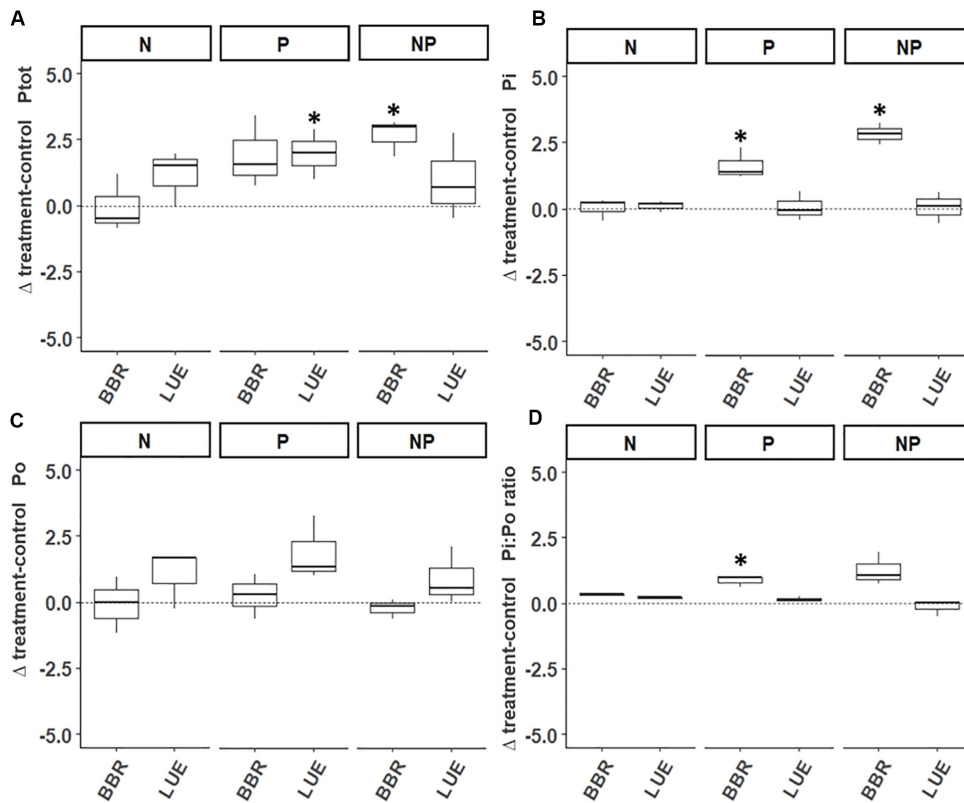 A
N P NP
Δ treatment-control Ptot
5.0
2.5
0.0
-2.5
-5.0
* *
BBR LUE BBR LUE BBR LUE
B
N P NP
Δ treatment-control Pi
5.0
2.5
0.0
-2.5
-5.0
* *
BBR LUE BBR LUE BBR LUE
C
N P NP
Δ treatment-control Po
5.0
2.5
0.0
-2.5
-5.0
BBR LUE BBR LUE BBR LUE
D
N P NP
Δ treatment-control Pi:Po ratio
5.0
2.5
0.0
-2.5
-5.0
*
BBR LUE BBR LUE BBR LUE